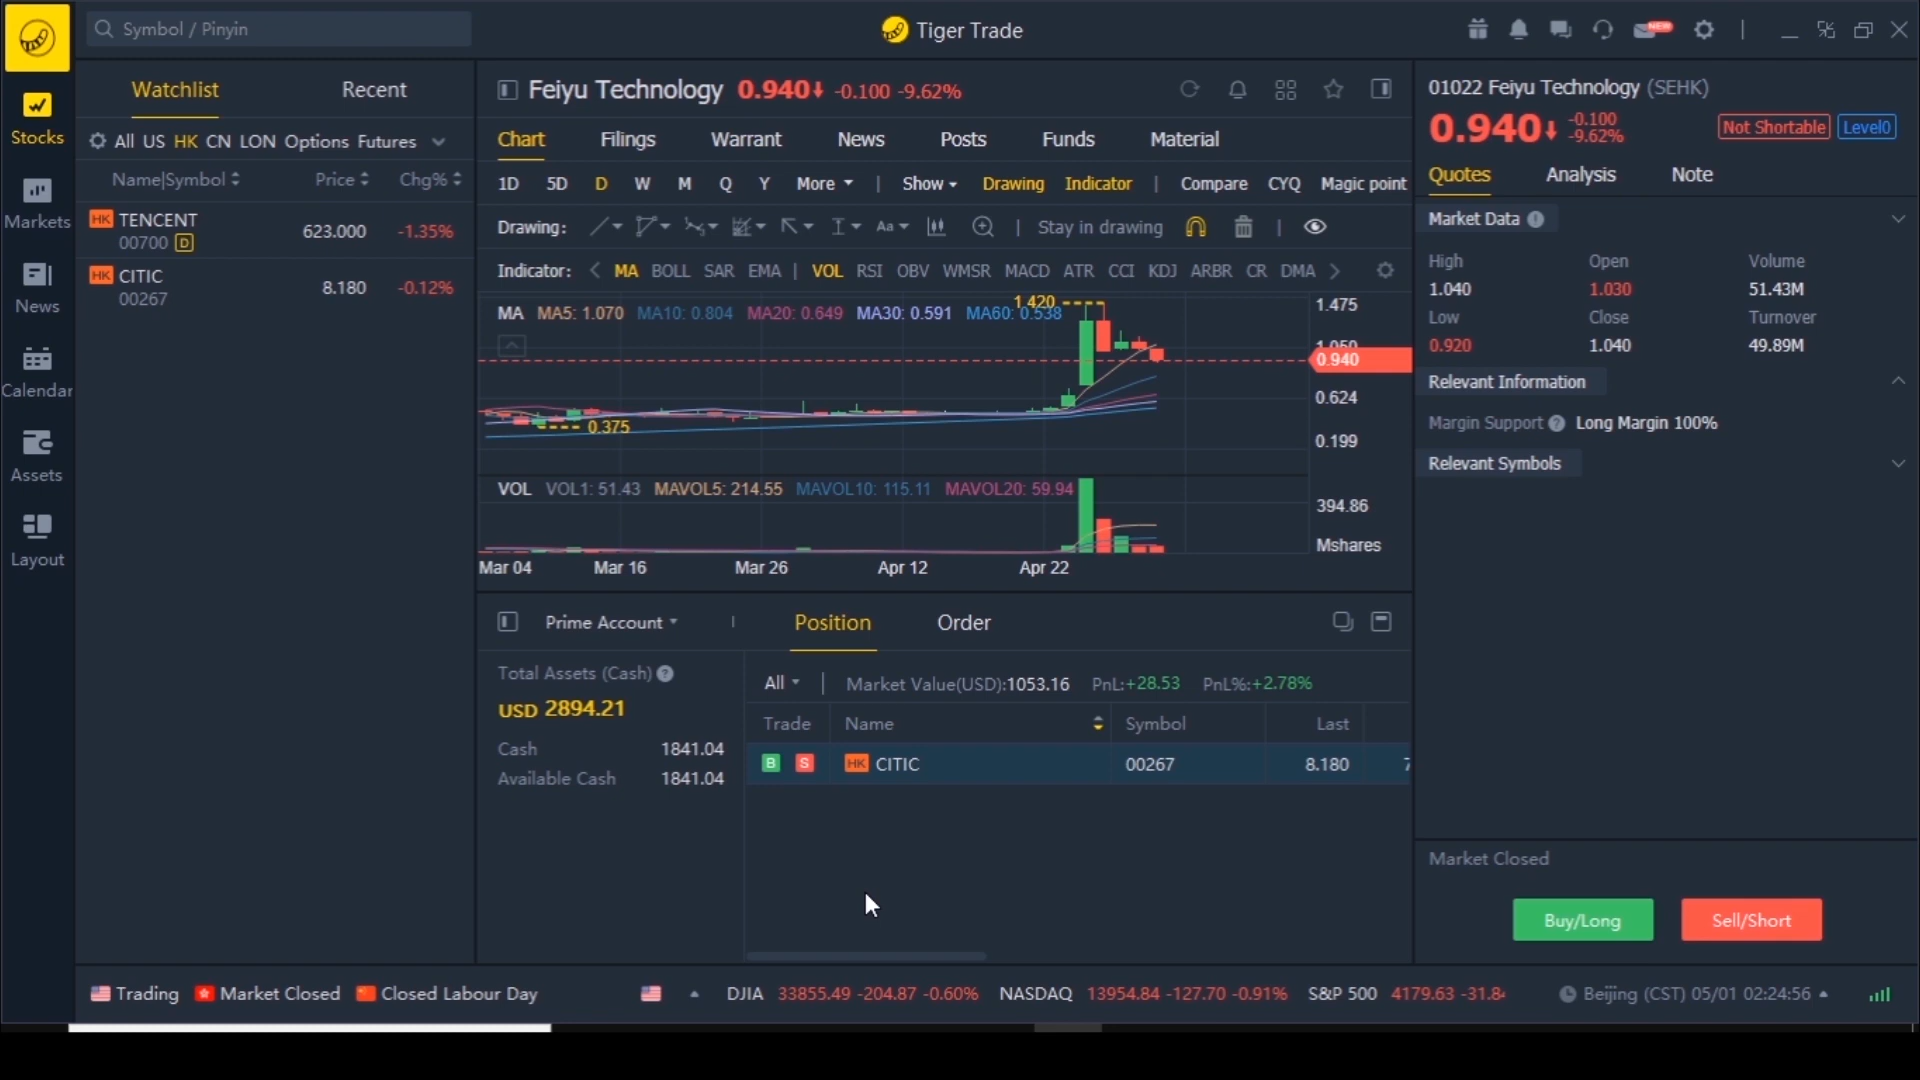 Symbol / Pinyin
Tiger Trade
NEW
Stocks
Markets
News
Calendar
Assets
Layout
Watchlist Recent
All US HK CN LON Options Futures
Name|Symbol Price Chg%
HK TENCENT 623.000 -1.35%
00700 D
HK CITIC 8.180 -0.12%
00267
Feiyu Technology 0.940 -0.100 -9.62%
Chart Filings Warrant News Posts Funds Material
1D 5D D W M Q Y More | Show Drawing Indicator | Compare CYQ Magic point
Drawing: Aa | Stay in drawing |
Indicator: MA BOLL SAR EMA | VOL RSI OBV WMSR MACD ATR CCI KDJ ARBR CR DMA
MA MA5: 1.070 MA10: 0.804 MA20: 0.649 MA30: 0.591 MA60: 0.538
1.420
0.375
1.475
1.050
0.940
0.624
0.199
VOL VOL1: 51.43 MAVOL5: 214.55 MAVOL10: 115.11 MAVOL20: 59.94
394.86
Mshares
Mar 04 Mar 16 Mar 26 Apr 12 Apr 22
Prime Account Position Order
Total Assets (Cash) ?
USD 2894.21
Cash 1841.04
Available Cash 1841.04
All | Market Value(USD):1053.16 PnL:+28.53 PnL%:+2.78%
Trade Name Symbol Last
B S HK CITIC 00267 8.180
01022 Feiyu Technology (SEHK)
0.940 -0.100
-9.62%
Not Shortable Level0
Quotes Analysis Note
Market Data
High Open Volume
1.040 1.030 51.43M
Low Close Turnover
0.920 1.040 49.89M
Relevant Information
Margin Support ? Long Margin 100%
Relevant Symbols
Market Closed
Buy/Long Sell/Short
Trading Market Closed Closed Labour Day
DJIA 33855.49 -204.87 -0.60% NASDAQ 13954.84 -127.70 -0.91% S&P 500 4179.63
Beijing (CST) 05/01 02:24:56